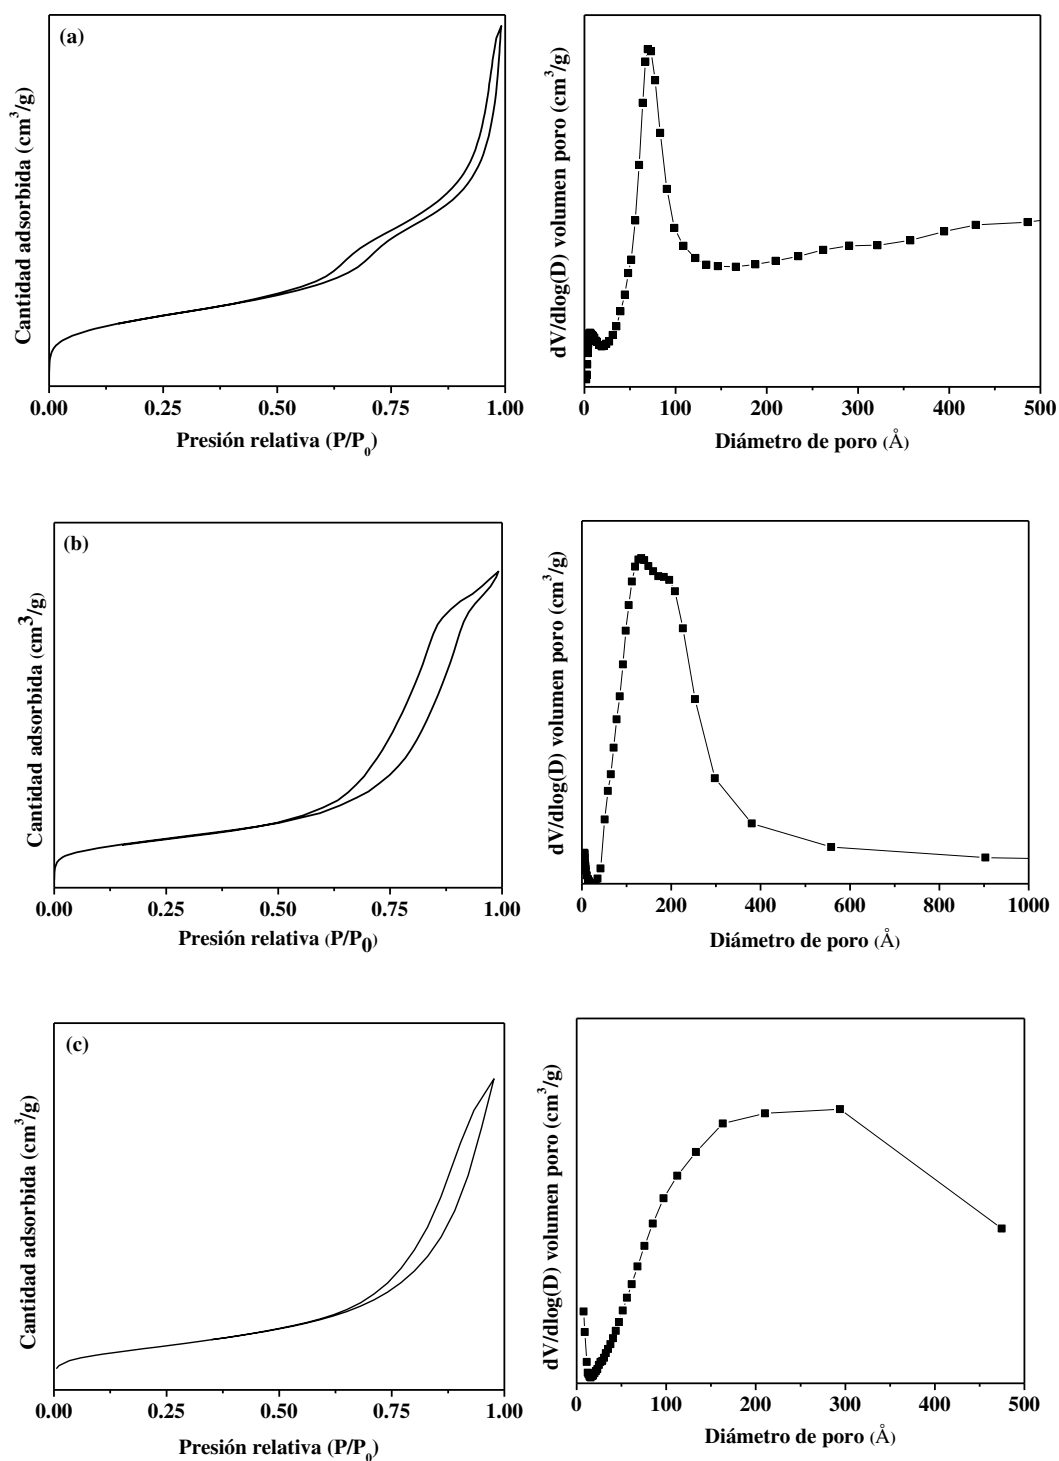 (a)
Cantidad adsorbida (cm³/g)
0.00 0.25 0.50 0.75 1.00
Presión relativa (P/P₀)
dV/dlog(D) volumen poro (cm³/g)
0 100 200 300 400 500
Diámetro de poro (Å)
(b)
Cantidad adsorbida (cm³/g)
0.00 0.25 0.50 0.75 1.00
Presión relativa (P/P₀)
dV/dlog(D) volumen poro (cm³/g)
0 200 400 600 800 1000
Diámetro de poro (Å)
(c)
Cantidad adsorbida (cm³/g)
0.00 0.25 0.50 0.75 1.00
Presión relativa (P/P₀)
dV/dlog(D) volumen poro (cm³/g)
0 100 200 300 400 500
Diámetro de poro (Å)